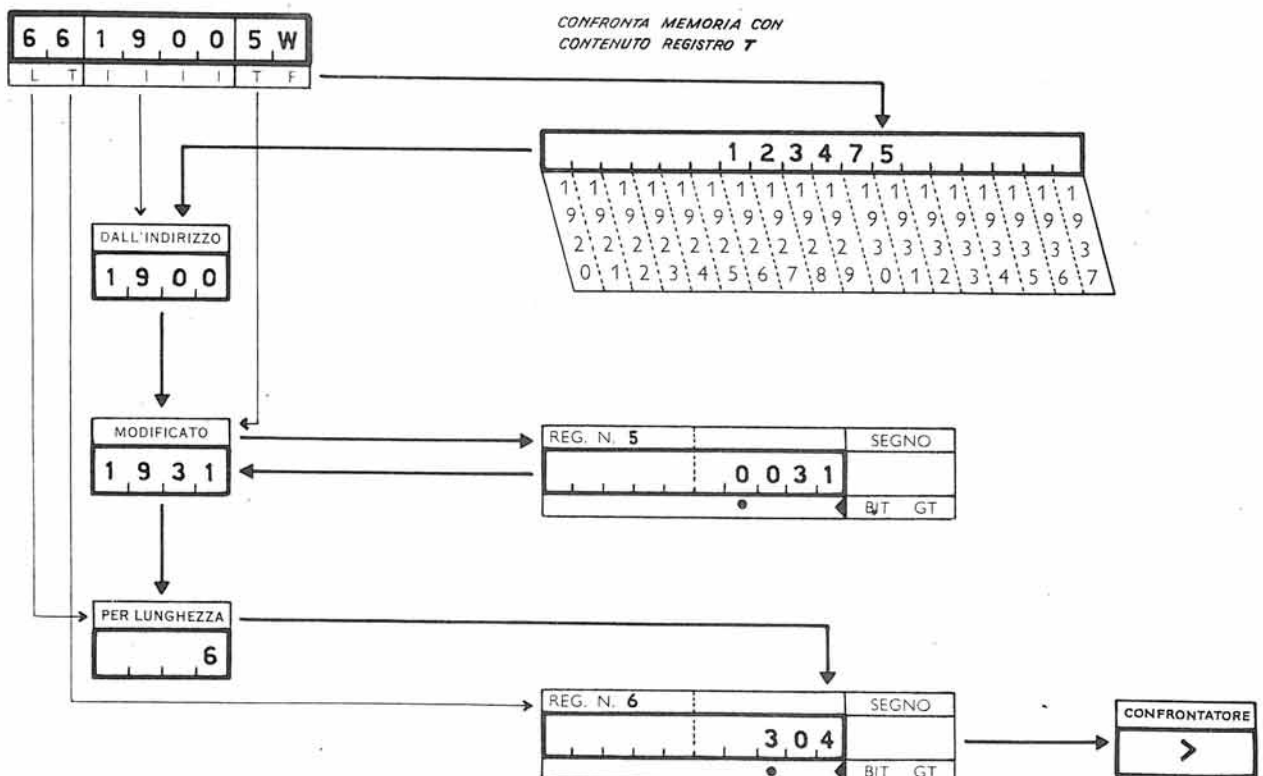 6 6 1 9 0 0 5 W
L T I I I I T F
CONFRONTA MEMORIA CON
CONTENUTO REGISTRO T
1 2 3 4 7 5
1 1 1 1 1 1 1 1 1 1 1 1 1 1 1 1 1 1
9 9 9 9 9 9 9 9 9 9 9 9 9 9 9 9 9 9
2 2 2 2 2 2 2 2 2 2 3 3 3 3 3 3 3 3
0 1 2 3 4 5 6 7 8 9 0 1 2 3 4 5 6 7
DALL'INDIRIZZO
1 9 0 0
MODIFICATO
1 9 3 1
REG. N. 5 SEGNO
0 0 3 1
BIT GT
PER LUNGHEZZA
6
REG. N. 6 SEGNO
3 0 4
BIT GT
CONFRONTATORE
>